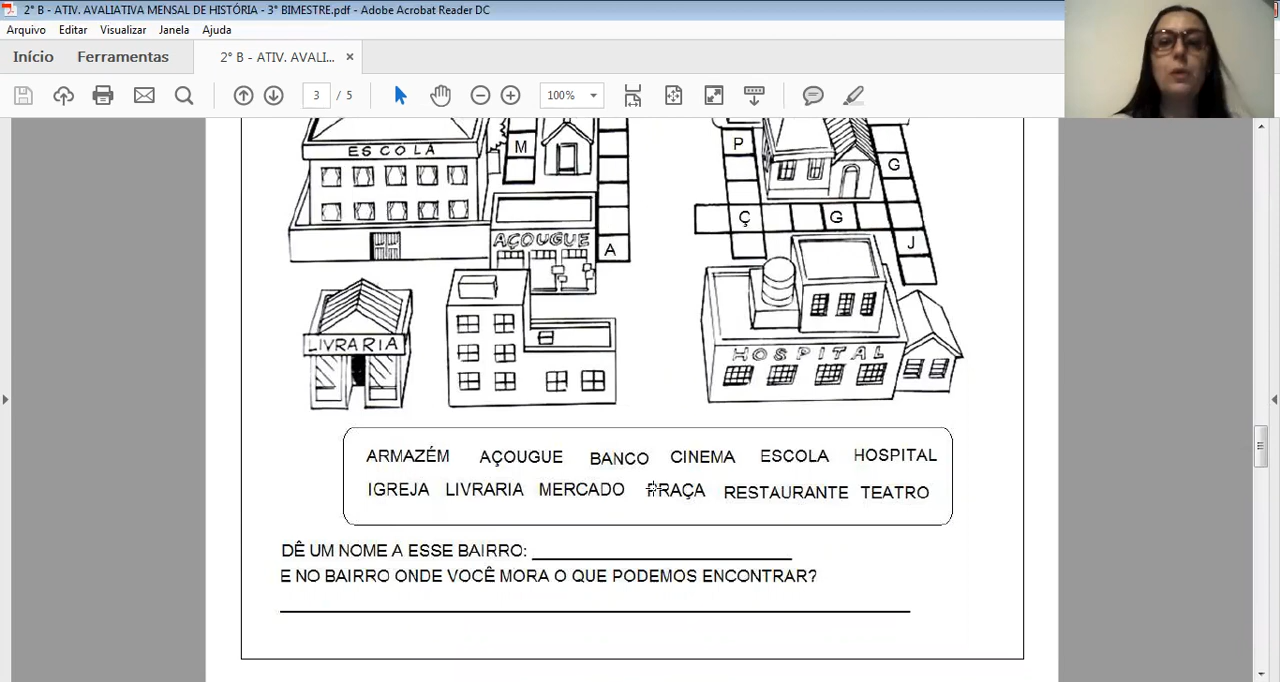 2° B - ATIV. AVALIATIVA MENSAL DE HISTÓRIA - 3° BIMESTRE.pdf - Adobe Acrobat Reader DC
Arquivo Editar Visualizar Janela Ajuda
Início Ferramentas 2° B - ATIV. AVALI... ×
3 / 5 100%
ESCOLA
M
P
G
Ç G
AÇOUGUE
A
J
LIVRARIA
HOSPITAL
ARMAZÉM AÇOUGUE BANCO CINEMA ESCOLA HOSPITAL
IGREJA LIVRARIA MERCADO PRAÇA RESTAURANTE TEATRO
DÊ UM NOME A ESSE BAIRRO: ____________________
E NO BAIRRO ONDE VOCÊ MORA O QUE PODEMOS ENCONTRAR?